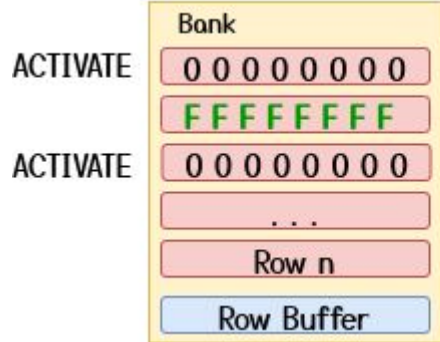 Bank
ACTIVATE 0 0 0 0 0 0 0 0
F F F F F F F F
ACTIVATE 0 0 0 0 0 0 0 0
. . .
Row n
Row Buffer